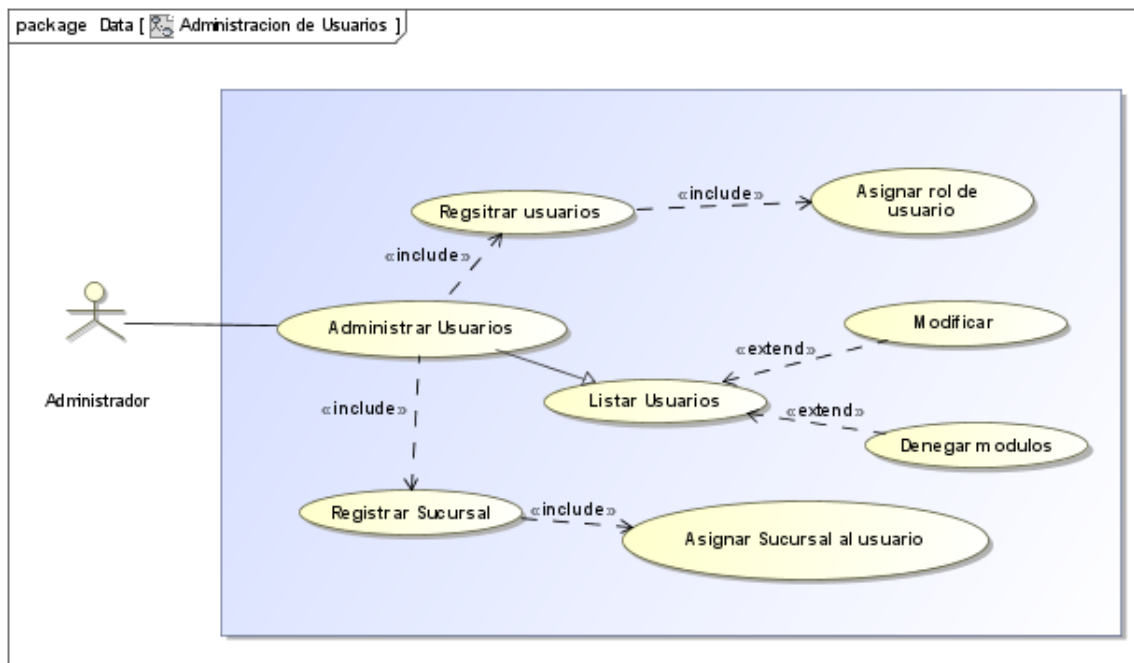 package Data [ Administracion de Usuarios ]
Asignar rol de
usuario
«include»
Regsitrar usuarios
«include»
Administrar Usuarios
Modificar
«extend»
Listar Usuarios
Administrador
«include»
«extend»
Denegar modulos
Registrar Sucursal
«include»
Asignar Sucursal al usuario